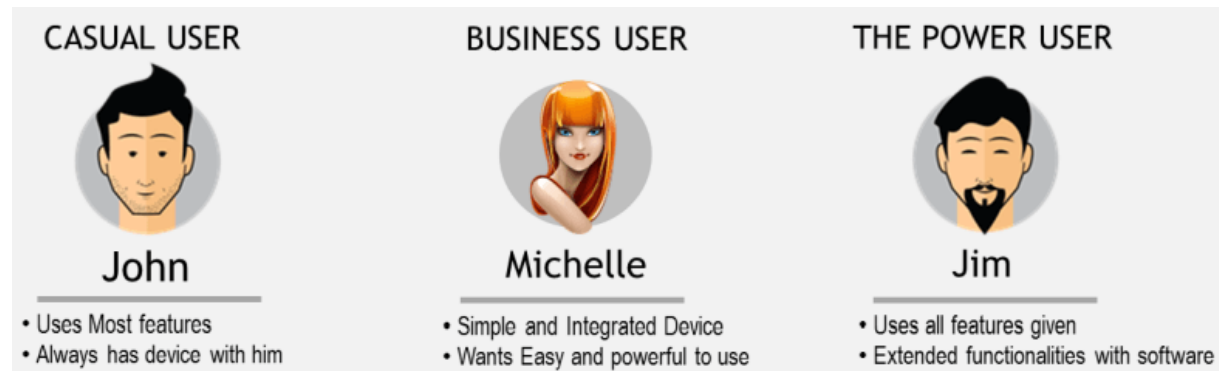 CASUAL USER
BUSINESS USER
THE POWER USER
John
Michelle
Jim
• Uses Most features
• Always has device with him
• Simple and Integrated Device
• Wants Easy and powerful to use
• Uses all features given
• Extended functionalities with software